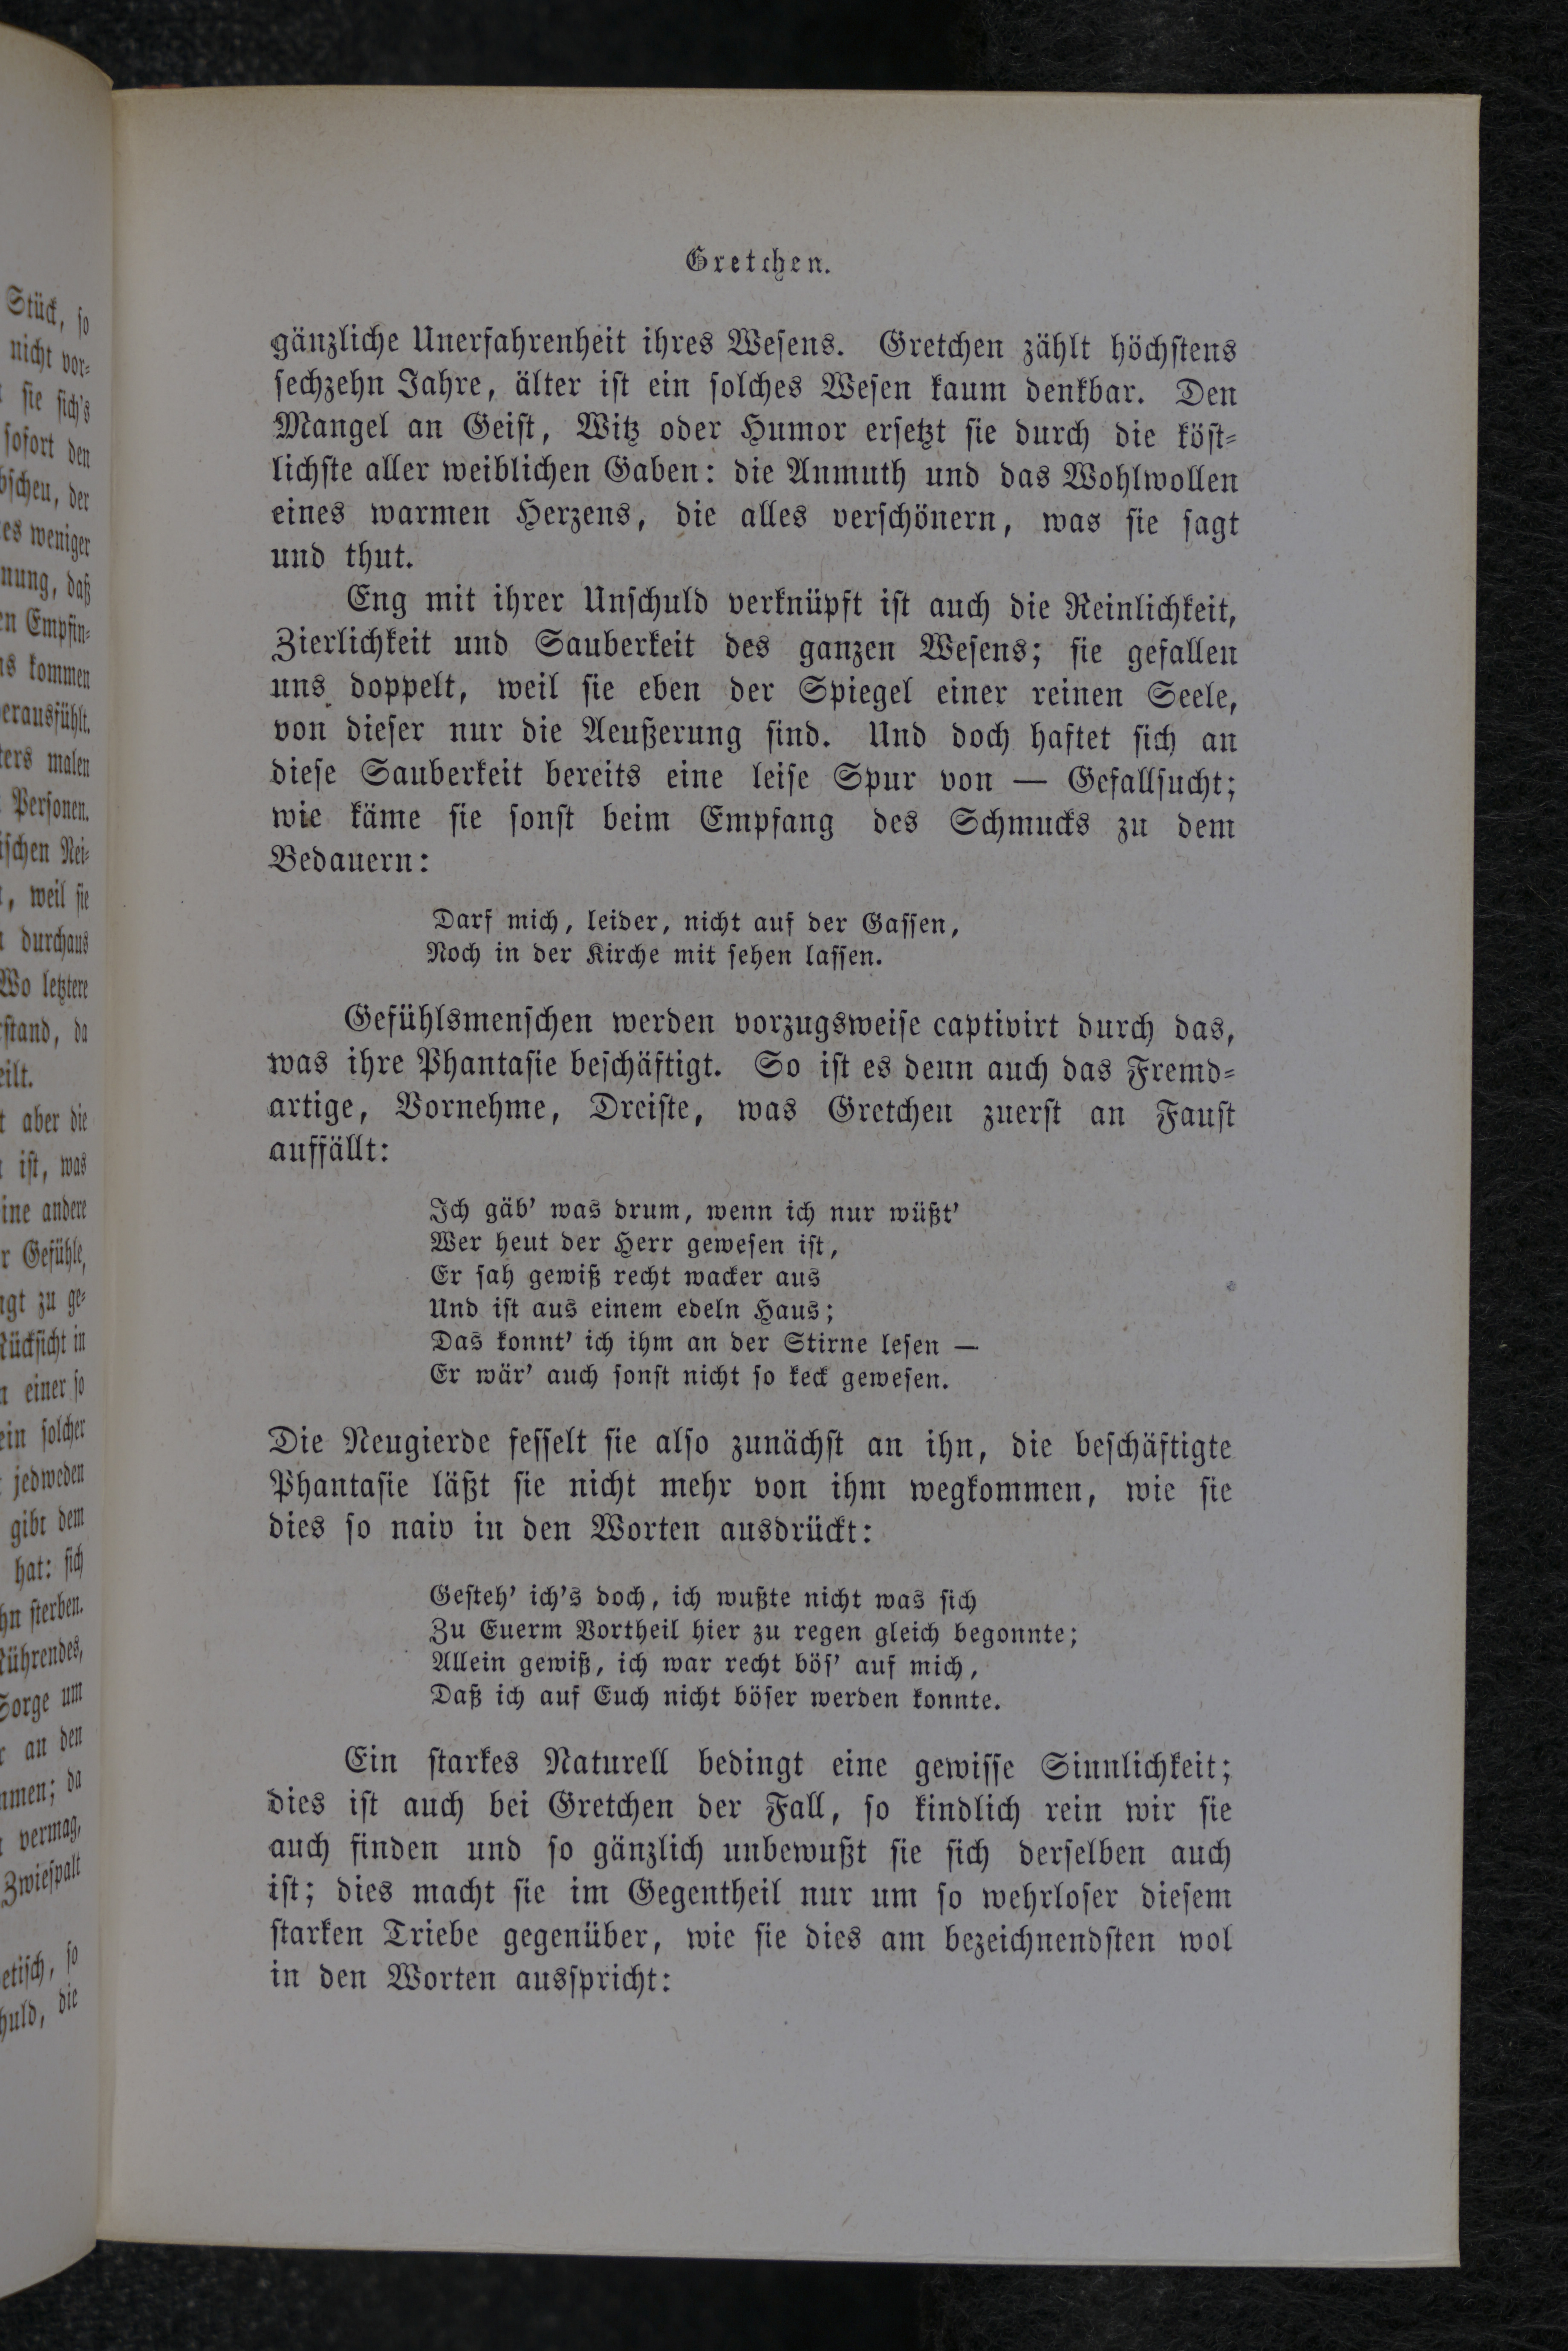 Gretchen.
gänzliche Unerfahrenheit ihres Wesens. Gretchen zählt höchstens
sechzehn Jahre, älter ist ein solches Wesen kaum denkbar. Den
Mangel an Geist, Witz oder Humor ersetzt sie durch die köst-
lichste aller weiblichen Gaben: die Anmuth und das Wohlwollen
eines warmen Herzens, die alles verschönern, was sie sagt
und thut.
Eng mit ihrer Unschuld verknüpft ist auch die Reinlichkeit,
Zierlichkeit und Sauberkeit des ganzen Wesens; sie gefallen
uns doppelt, weil sie eben der Spiegel einer reinen Seele,
von dieser nur die Aeußerung sind. Und doch haftet sich an
diese Sauberkeit bereits eine leise Spur von — Gefallsucht;
wie käme sie sonst beim Empfang des Schmucks zu dem
Bedauern:
Darf mich, leider, nicht auf der Gassen,
Noch in der Kirche mit sehen lassen.
Gefühlsmenschen werden vorzugsweise captivirt durch das,
was ihre Phantasie beschäftigt. So ist es denn auch das Fremd-
artige, Vornehme, Dreiste, was Gretchen zuerst an Faust
auffällt:
Ich gäb' was drum, wenn ich nur wüßt'
Wer heut der Herr gewesen ist,
Er sah gewiß recht wacker aus
Und ist aus einem edeln Haus;
Das konnt' ich ihm an der Stirne lesen —
Er wär' auch sonst nicht so keck gewesen.
Die Neugierde fesselt sie also zunächst an ihn, die beschäftigte
Phantasie läßt sie nicht mehr von ihm wegkommen, wie sie
dies so naiv in den Worten ausdrückt:
Gesteh' ich's doch, ich wußte nicht was sich
Zu Euerm Vortheil hier zu regen gleich begonnte;
Allein gewiß, ich war recht bös' auf mich,
Daß ich auf Euch nicht böser werden konnte.
Ein starkes Naturell bedingt eine gewisse Sinnlichkeit;
dies ist auch bei Gretchen der Fall, so kindlich rein wir sie
auch finden und so gänzlich unbewußt sie sich derselben auch
ist; dies macht sie im Gegentheil nur um so wehrloser diesem
starken Triebe gegenüber, wie sie dies am bezeichnendsten wol
in den Worten ausspricht: